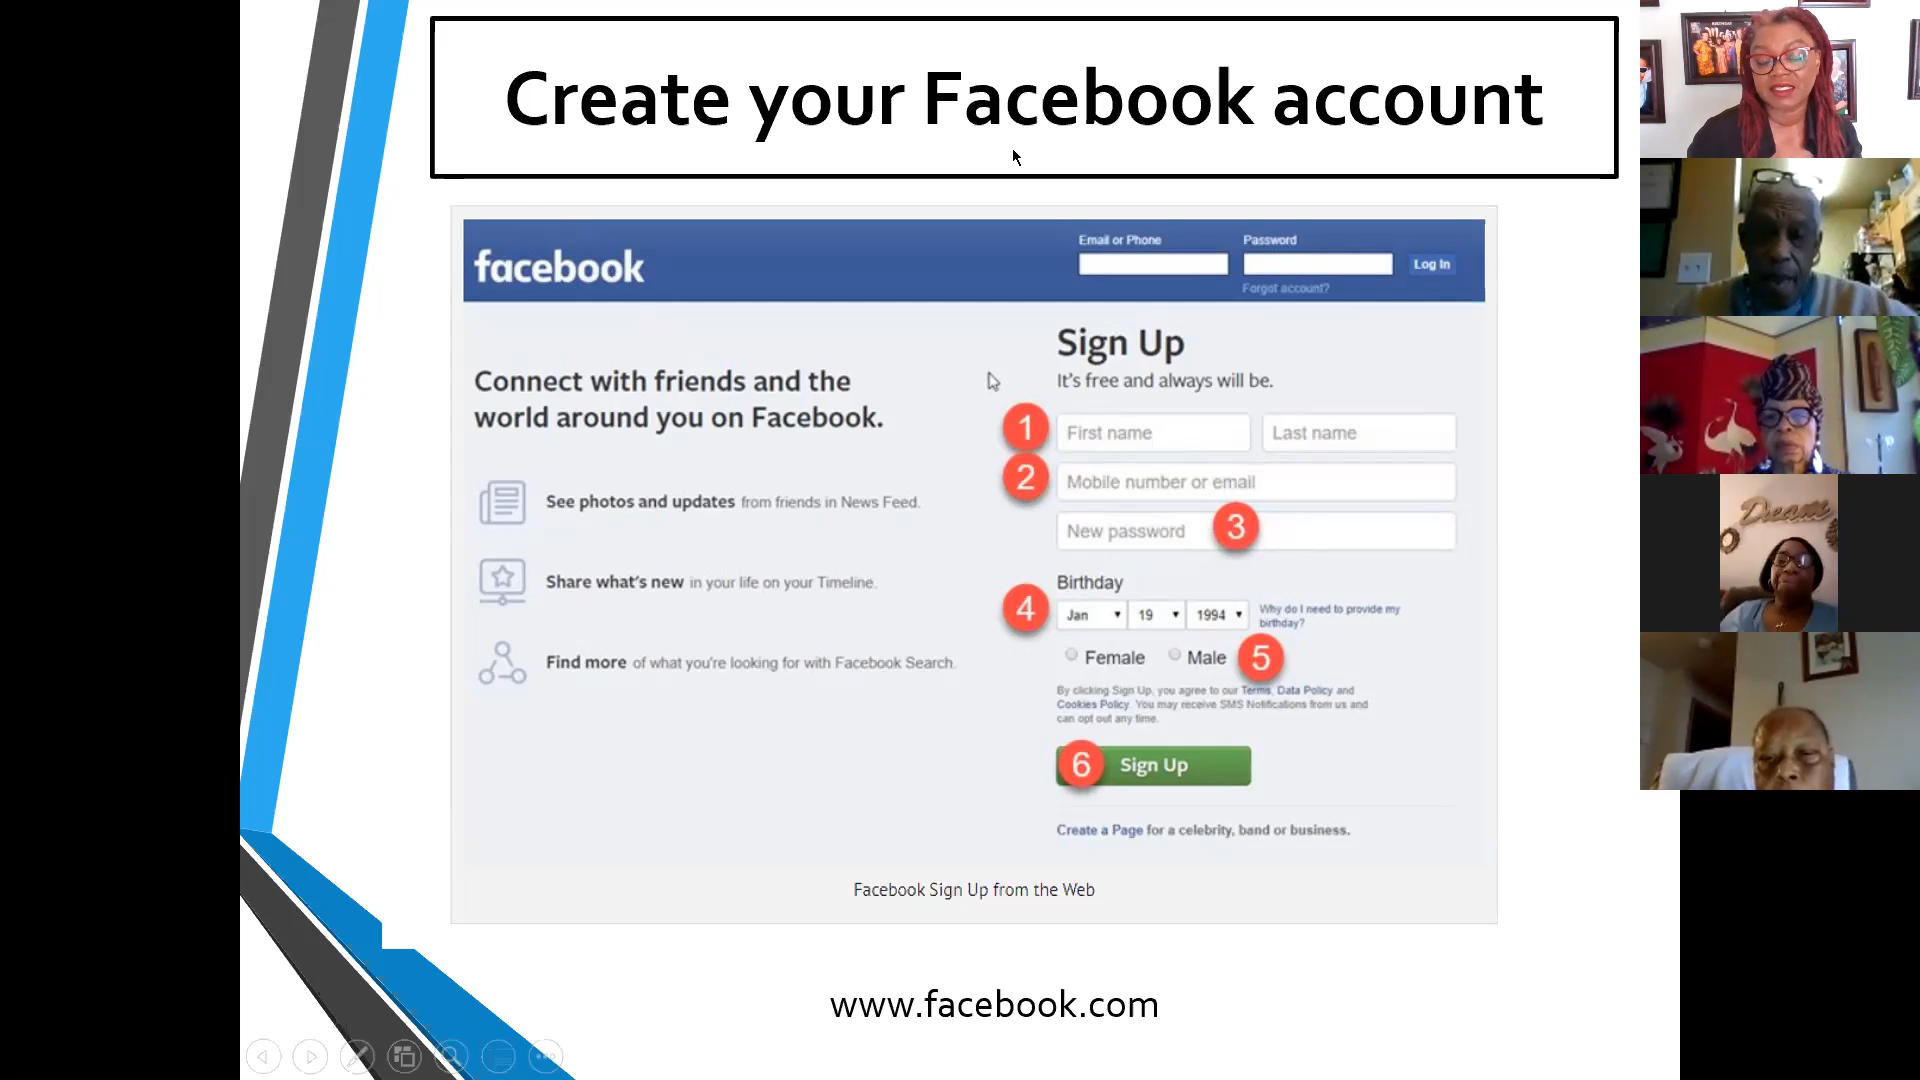 Create your Facebook account
facebook
Email or Phone
Password
Log In
Forgot account?
Connect with friends and the
world around you on Facebook.
See photos and updates from friends in News Feed.
Share what's new in your life on your Timeline.
Find more of what you're looking for with Facebook Search.
Sign Up
It's free and always will be.
1
First name
Last name
2
Mobile number or email
New password
3
Birthday
4
Jan
19
1994
Why do I need to provide my
birthday?
Female
Male
5
By clicking Sign Up, you agree to our Terms, Data Policy and
Cookies Policy. You may receive SMS Notifications from us and
can opt out any time.
6
Sign Up
Create a Page for a celebrity, band or business.
Facebook Sign Up from the Web
www.facebook.com
Dream